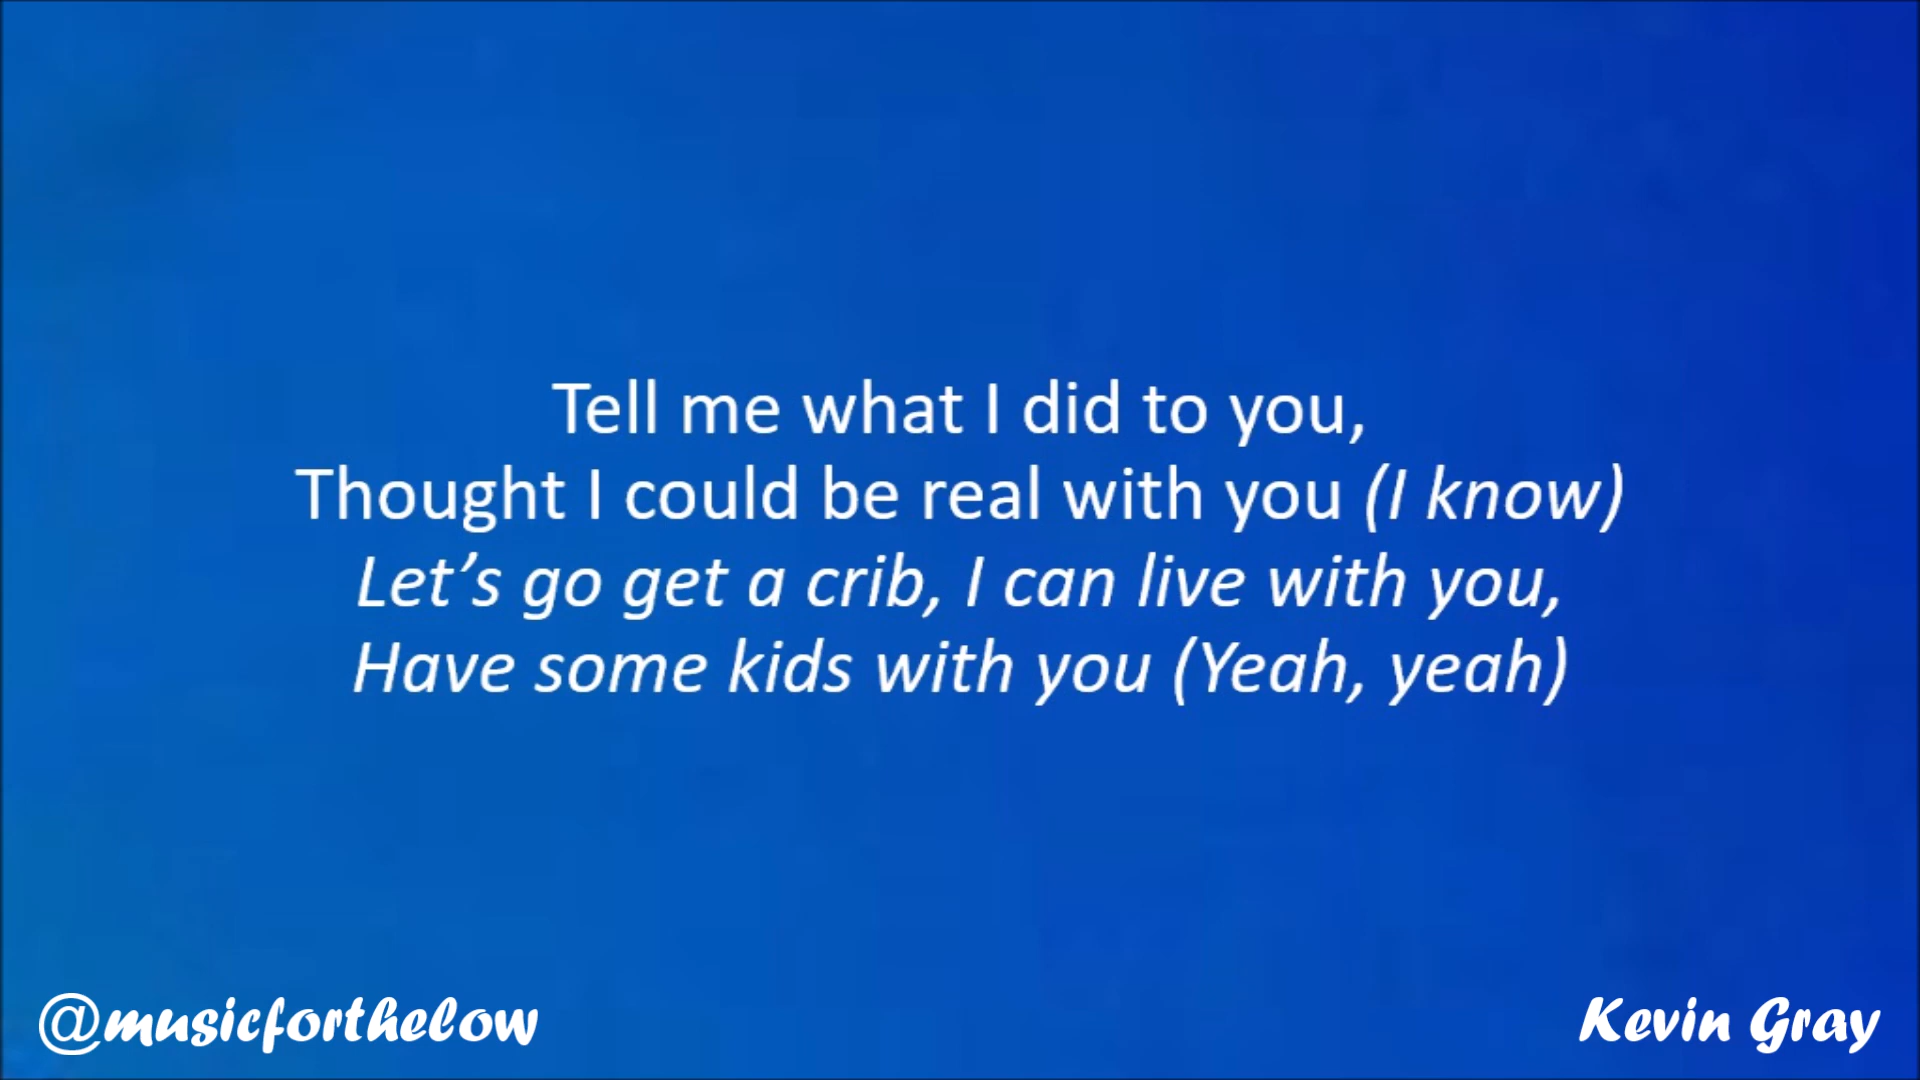 Tell me what I did to you,
Thought I could be real with you (I know)
Let’s go get a crib, I can live with you,
Have some kids with you (Yeah, yeah)
@musicforthelow
Kevin Gray